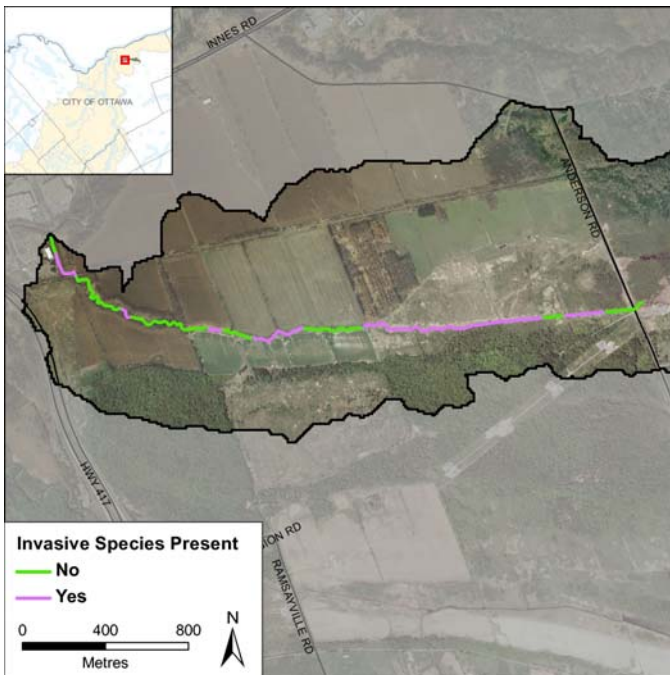 CITY OF OTTAWA
INNES RD
ANDERSON RD
HWY 417
RAMSAYVILLE RD
RD
Invasive Species Present
No
Yes
N
0 400 800
Metres